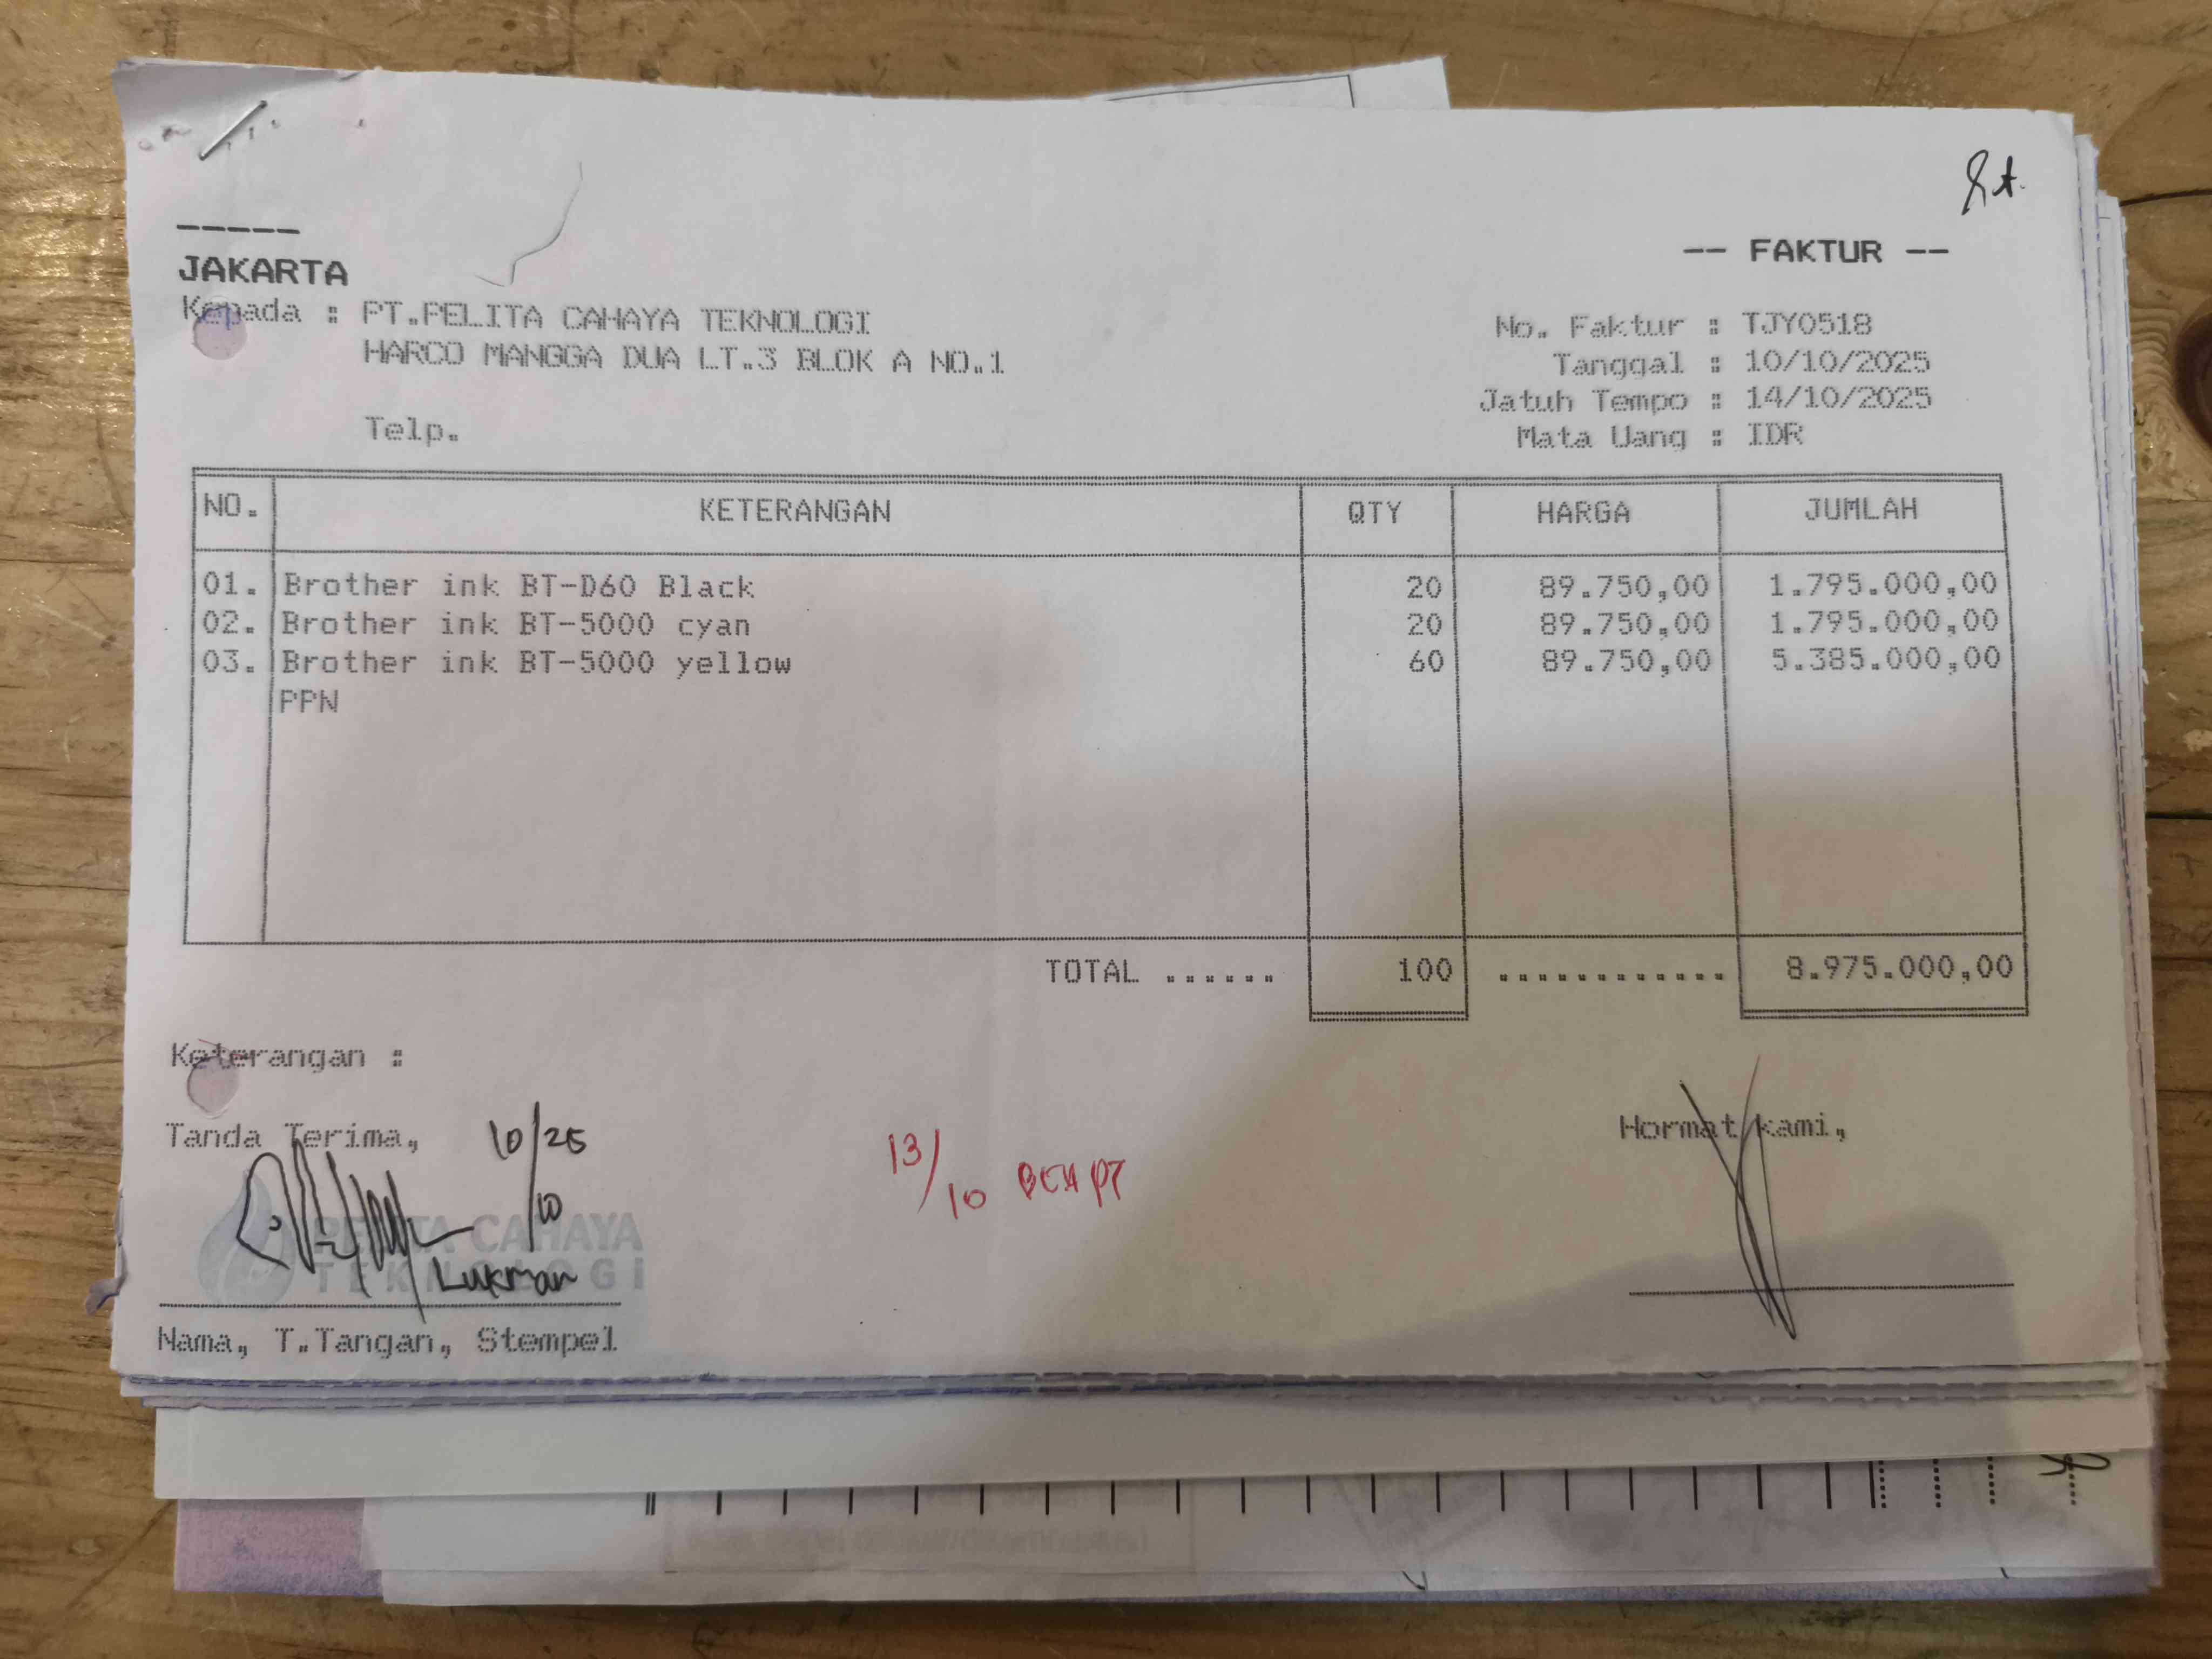 -----
JAKARTA
-- FAKTUR --
Kepada : PT.PELITA CAHAYA TEKNOLOGI
HARCO MANGGA DUA LT.3 BLOK A NO.1
Telp.
No. Faktur : TJY0518
Tanggal : 10/10/2025
Jatuh Tempo : 14/10/2025
Mata Uang : IDR
NO. KETERANGAN QTY HARGA JUMLAH
01. Brother ink BT-D60 Black 20 89.750,00 1.795.000,00
02. Brother ink BT-5000 cyan 20 89.750,00 1.795.000,00
03. Brother ink BT-5000 yellow 60 89.750,00 5.385.000,00
PPN
TOTAL ...... 100 ............ 8.975.000,00
Keterangan :
Tanda Terima, 10/25
/10
13/10 BCA PT
Hormat kami,
PELITA CAHAYA
TEKNOLOGI
Lukman
Nama, T.Tangan, Stempel